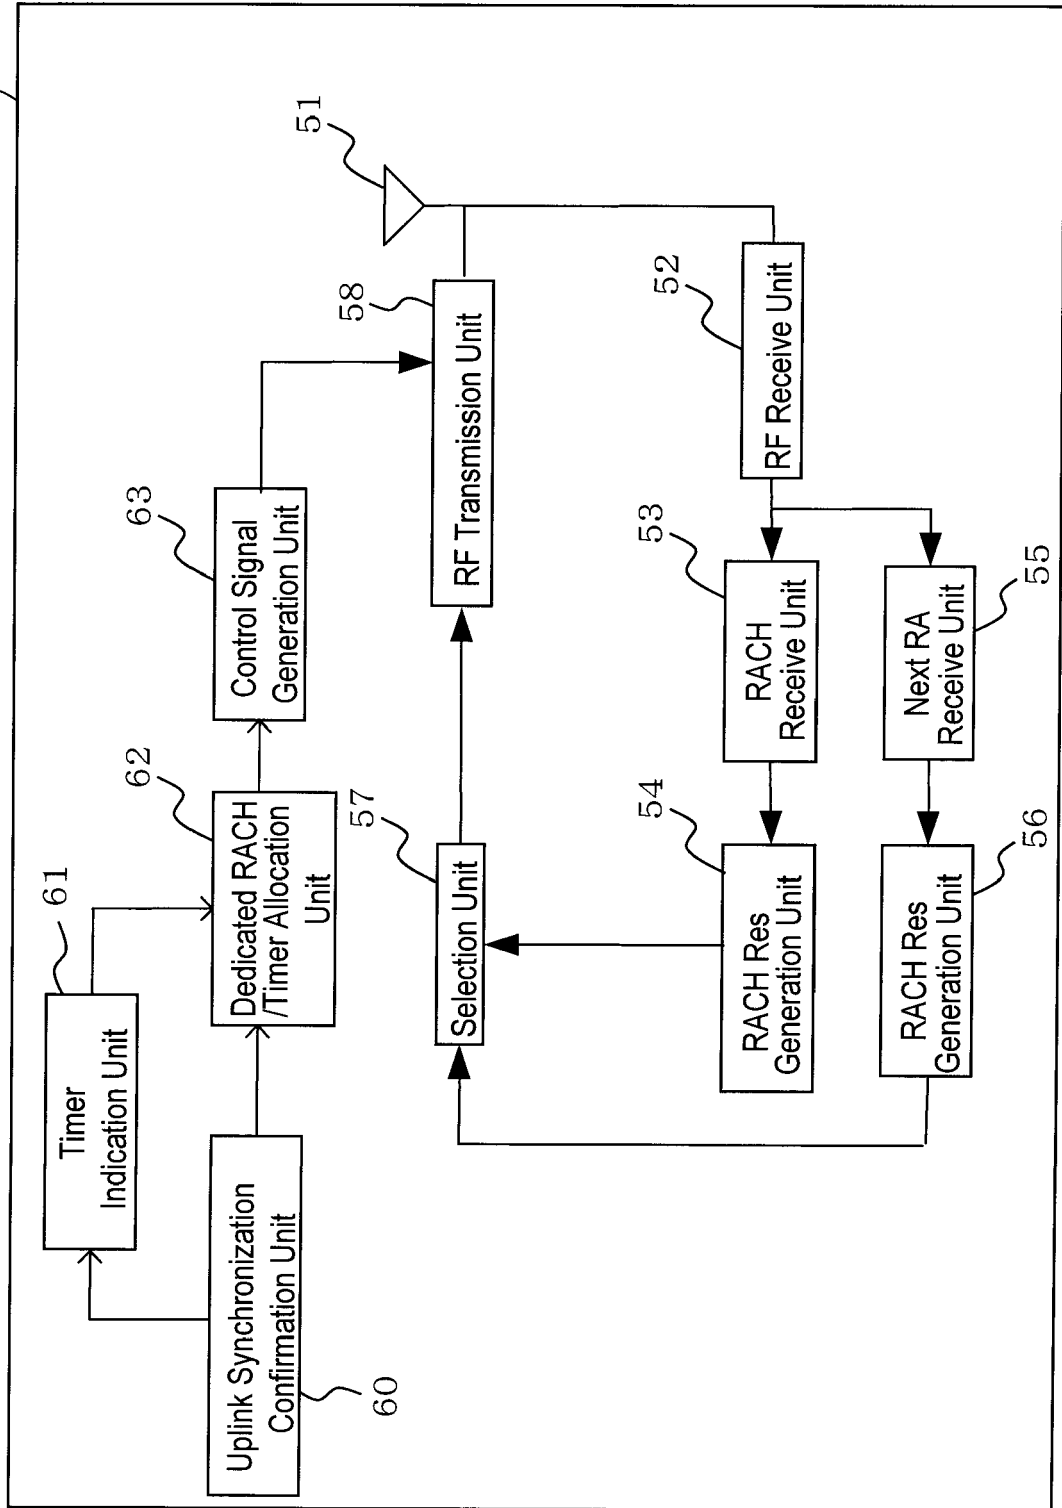 51
58
RF Transmission Unit
52
RF Receive Unit
63
Control Signal
Generation Unit
53
RACH
Receive Unit
55
Next RA
Receive Unit
62
Dedicated RACH
/Timer Allocation
Unit
57
Selection Unit
54
RACH Res
Generation Unit
56
RACH Res
Generation Unit
61
Timer
Indication Unit
Uplink Synchronization
Confirmation Unit
60